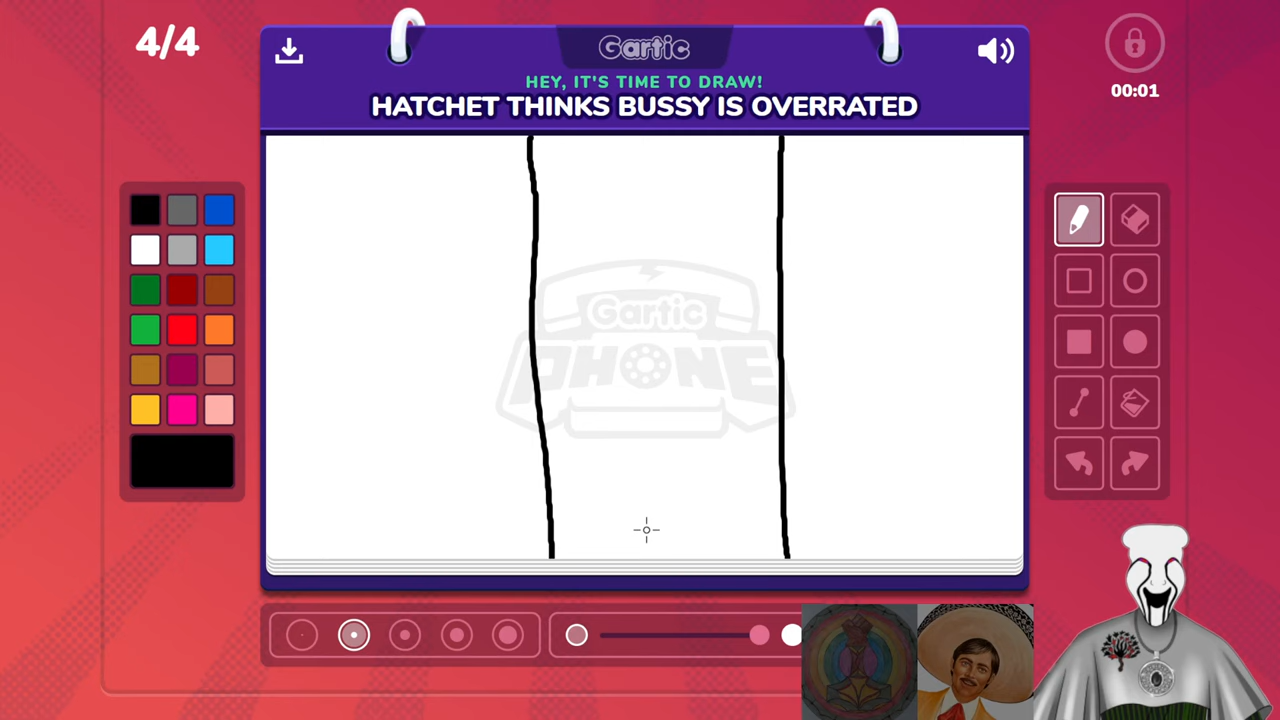 4/4
Gartic
HEY, IT'S TIME TO DRAW!
HATCHET THINKS BUSSY IS OVERRATED
00:01
Gartic
PHONE